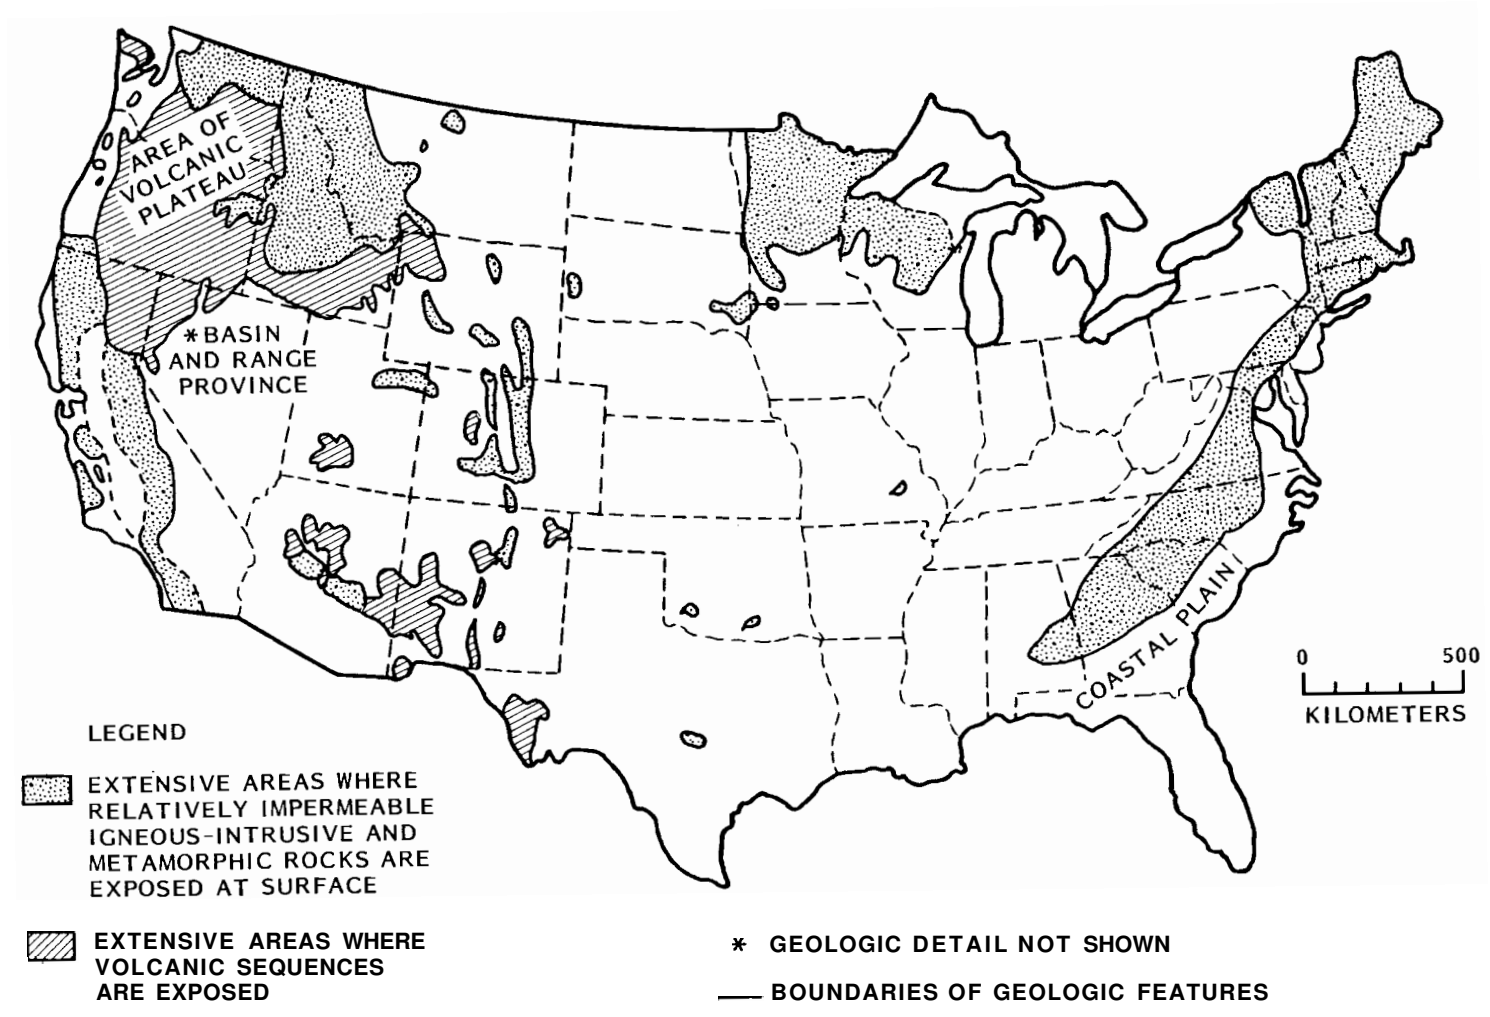 AREA OF
VOLCANIC
PLATEAU
*BASIN
AND RANGE
PROVINCE
COASTAL PLAIN
0 500
KILOMETERS
LEGEND
EXTENSIVE AREAS WHERE
RELATIVELY IMPERMEABLE
IGNEOUS-INTRUSIVE AND
METAMORPHIC ROCKS ARE
EXPOSED AT SURFACE
EXTENSIVE AREAS WHERE
VOLCANIC SEQUENCES
ARE EXPOSED
* GEOLOGIC DETAIL NOT SHOWN
BOUNDARIES OF GEOLOGIC FEATURES